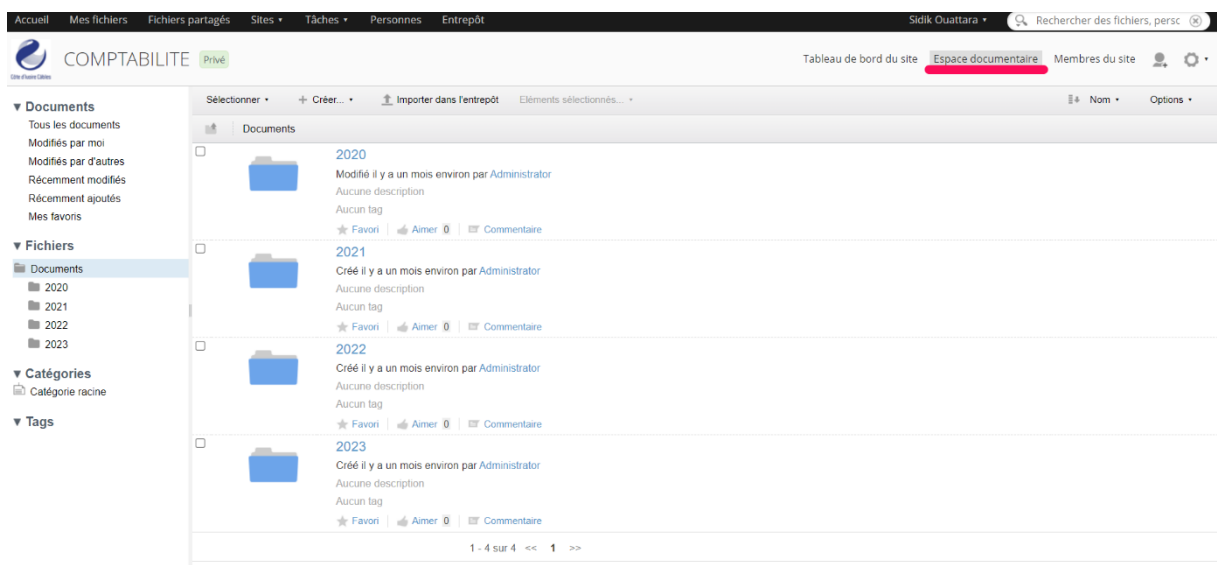 Accueil Mes fichiers Fichiers partagés Sites Tâches Personnes Entrepôt Sidik Ouattara Rechercher des fichiers, persc
COMPTABILITE Privé Tableau de bord du site Espace documentaire Membres du site
Côte d'Ivoire Câbles
Sélectionner Créer... Importer dans l'entrepôt Eléments sélectionnés... Nom Options
Documents
Documents
Tous les documents
Modifiés par moi
Modifiés par d'autres
Récemment modifiés
Récemment ajoutés
Mes favoris
Fichiers
Documents
2020
2021
2022
2023
Catégories
Catégorie racine
Tags
2020
Modifié il y a un mois environ par Administrator
Aucune description
Aucun tag
Favori Aimer 0 Commentaire
2021
Créé il y a un mois environ par Administrator
Aucune description
Aucun tag
Favori Aimer 0 Commentaire
2022
Créé il y a un mois environ par Administrator
Aucune description
Aucun tag
Favori Aimer 0 Commentaire
2023
Créé il y a un mois environ par Administrator
Aucune description
Aucun tag
Favori Aimer 0 Commentaire
1 - 4 sur 4 << 1 >>